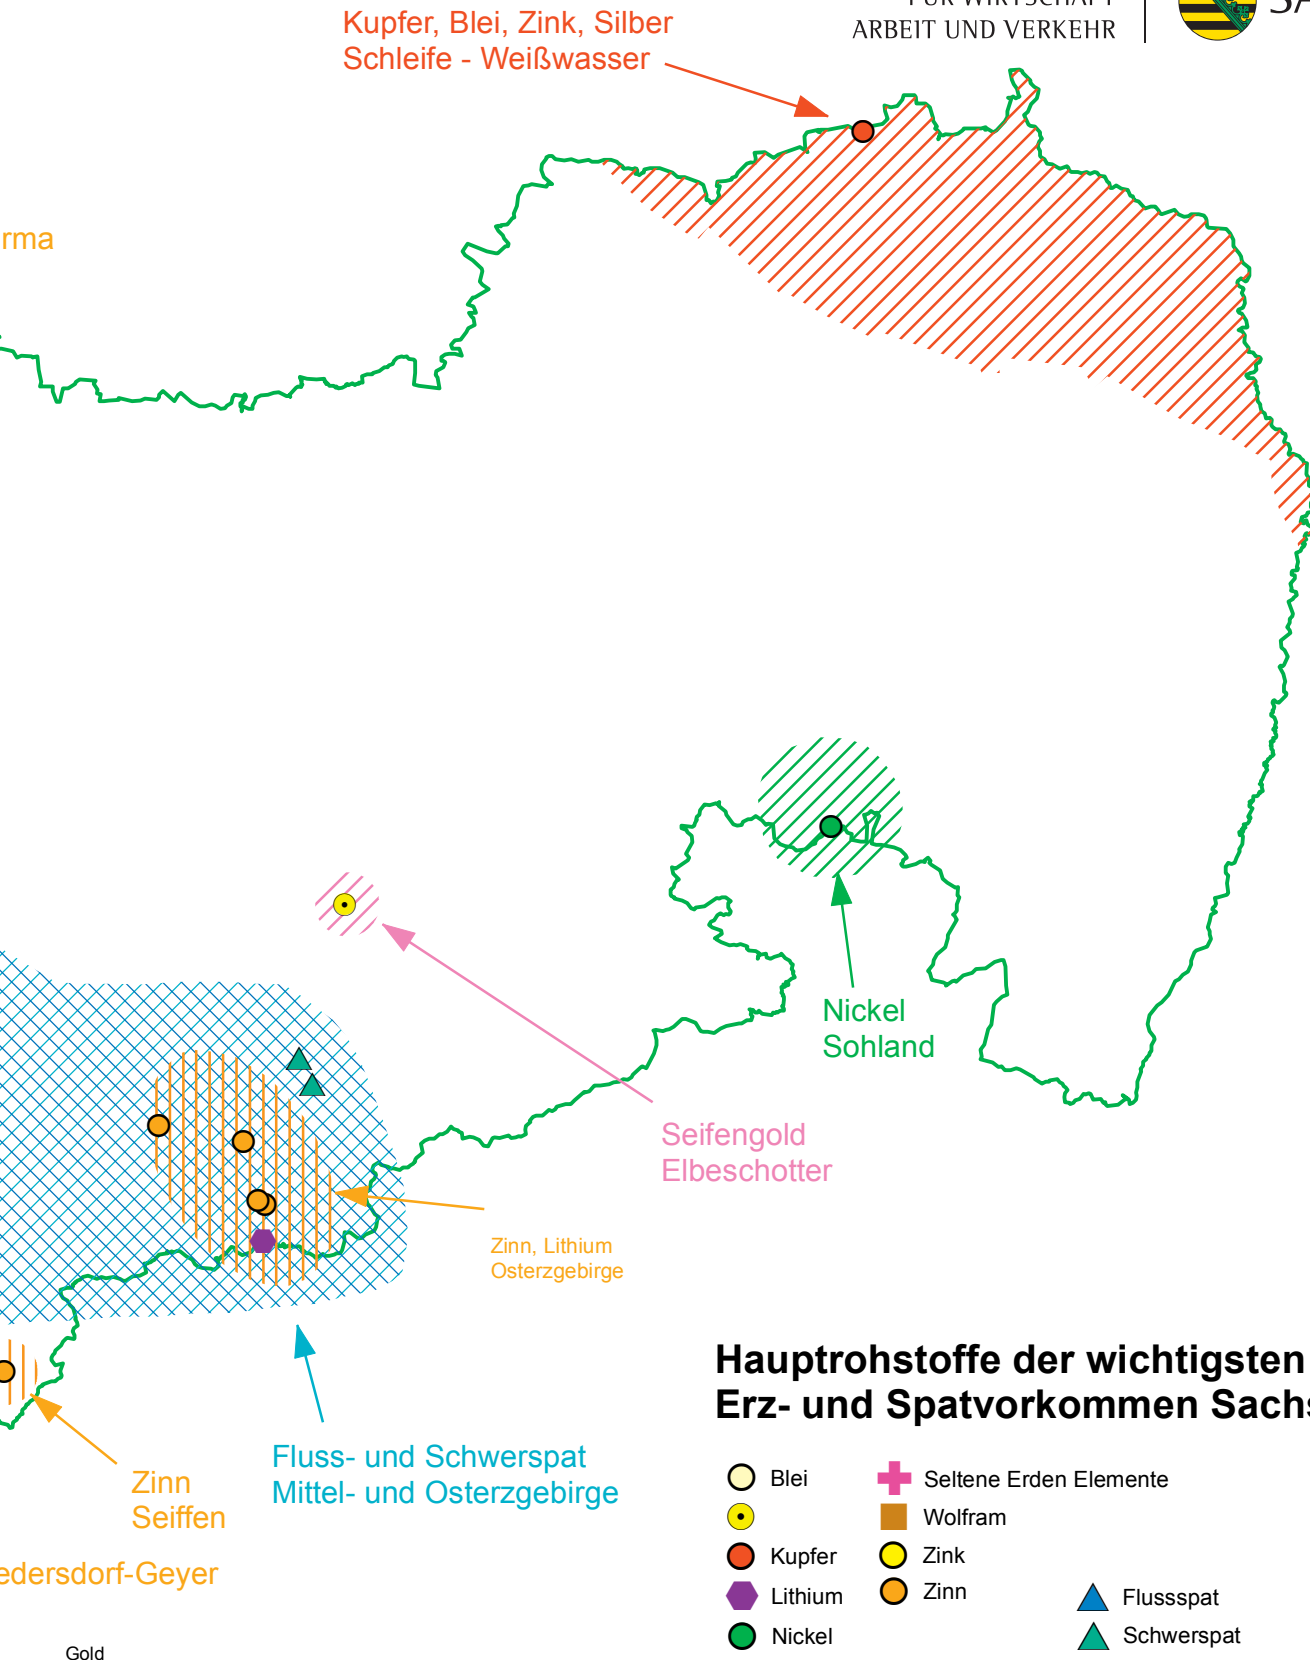 Kupfer, Blei, Zink, Silber
Schleife - Weißwasser
FÜR WIRTSCHAFT
ARBEIT UND VERKEHR
rma
Nickel
Sohland
Seifengold
Elbeschotter
Zinn, Lithium
Osterzgebirge
Fluss- und Schwerspat
Mittel- und Osterzgebirge
Zinn
Seiffen
edersdorf-Geyer
Gold
Hauptrohstoffe der wichtigsten
Erz- und Spatvorkommen Sachs
Blei
Kupfer
Lithium
Nickel
Seltene Erden Elemente
Wolfram
Zink
Zinn
Flussspat
Schwerspat